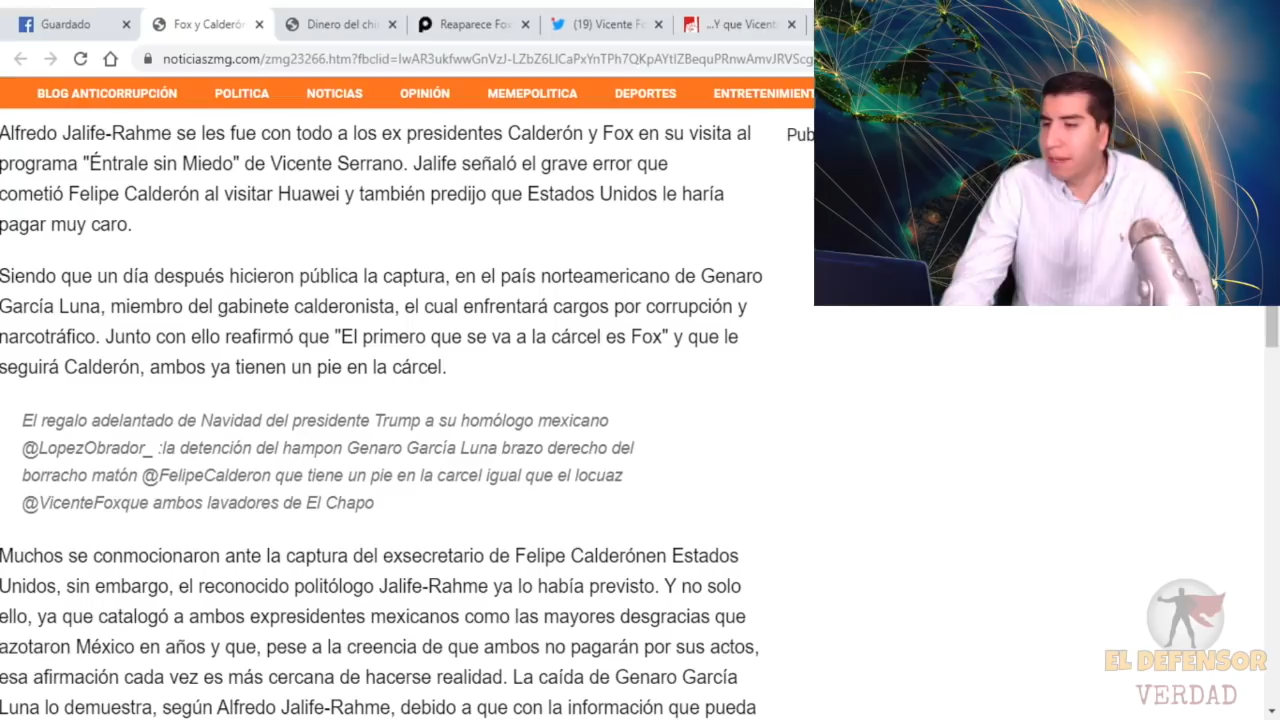 Guardado
Fox y Calderón
Dinero del ch
Reaparece Fo
(19) Vicente F
...Y que Vicent
noticiaszmg.com/zmg23266.htm?fbclid=
BLOG ANTICORRUPCIÓN POLITICA NOTICIAS OPINIÓN MEMEPOLITICA DEPORTES ENTRETENIMIENT
Alfredo Jalife-Rahme se les fue con todo a los ex presidentes Calderón y Fox en su visita al
programa "Éntrale sin Miedo" de Vicente Serrano. Jalife señaló el grave error que
cometió Felipe Calderón al visitar Huawei y también predijo que Estados Unidos le haría
pagar muy caro.
Pub
Siendo que un día después hicieron pública la captura, en el país norteamericano de Genaro
García Luna, miembro del gabinete calderonista, el cual enfrentará cargos por corrupción y
narcotráfico. Junto con ello reafirmó que "El primero que se va a la cárcel es Fox" y que le
seguirá Calderón, ambos ya tienen un pie en la cárcel.
El regalo adelantado de Navidad del presidente Trump a su homólogo mexicano
@LopezObrador_ :la detención del hampon Genaro García Luna brazo derecho del
borracho matón @FelipeCalderon que tiene un pie en la carcel igual que el locuaz
@VicenteFoxque ambos lavadores de El Chapo
Muchos se conmocionaron ante la captura del exsecretario de Felipe Calderónen Estados
Unidos, sin embargo, el reconocido politólogo Jalife-Rahme ya lo había previsto. Y no solo
ello, ya que catalogó a ambos expresidentes mexicanos como las mayores desgracias que
azotaron México en años y que, pese a la creencia de que ambos no pagarán por sus actos,
esa afirmación cada vez es más cercana de hacerse realidad. La caída de Genaro García
Luna lo demuestra, según Alfredo Jalife-Rahme, debido a que con la información que pueda
EL DEFENSOR
VERDAD